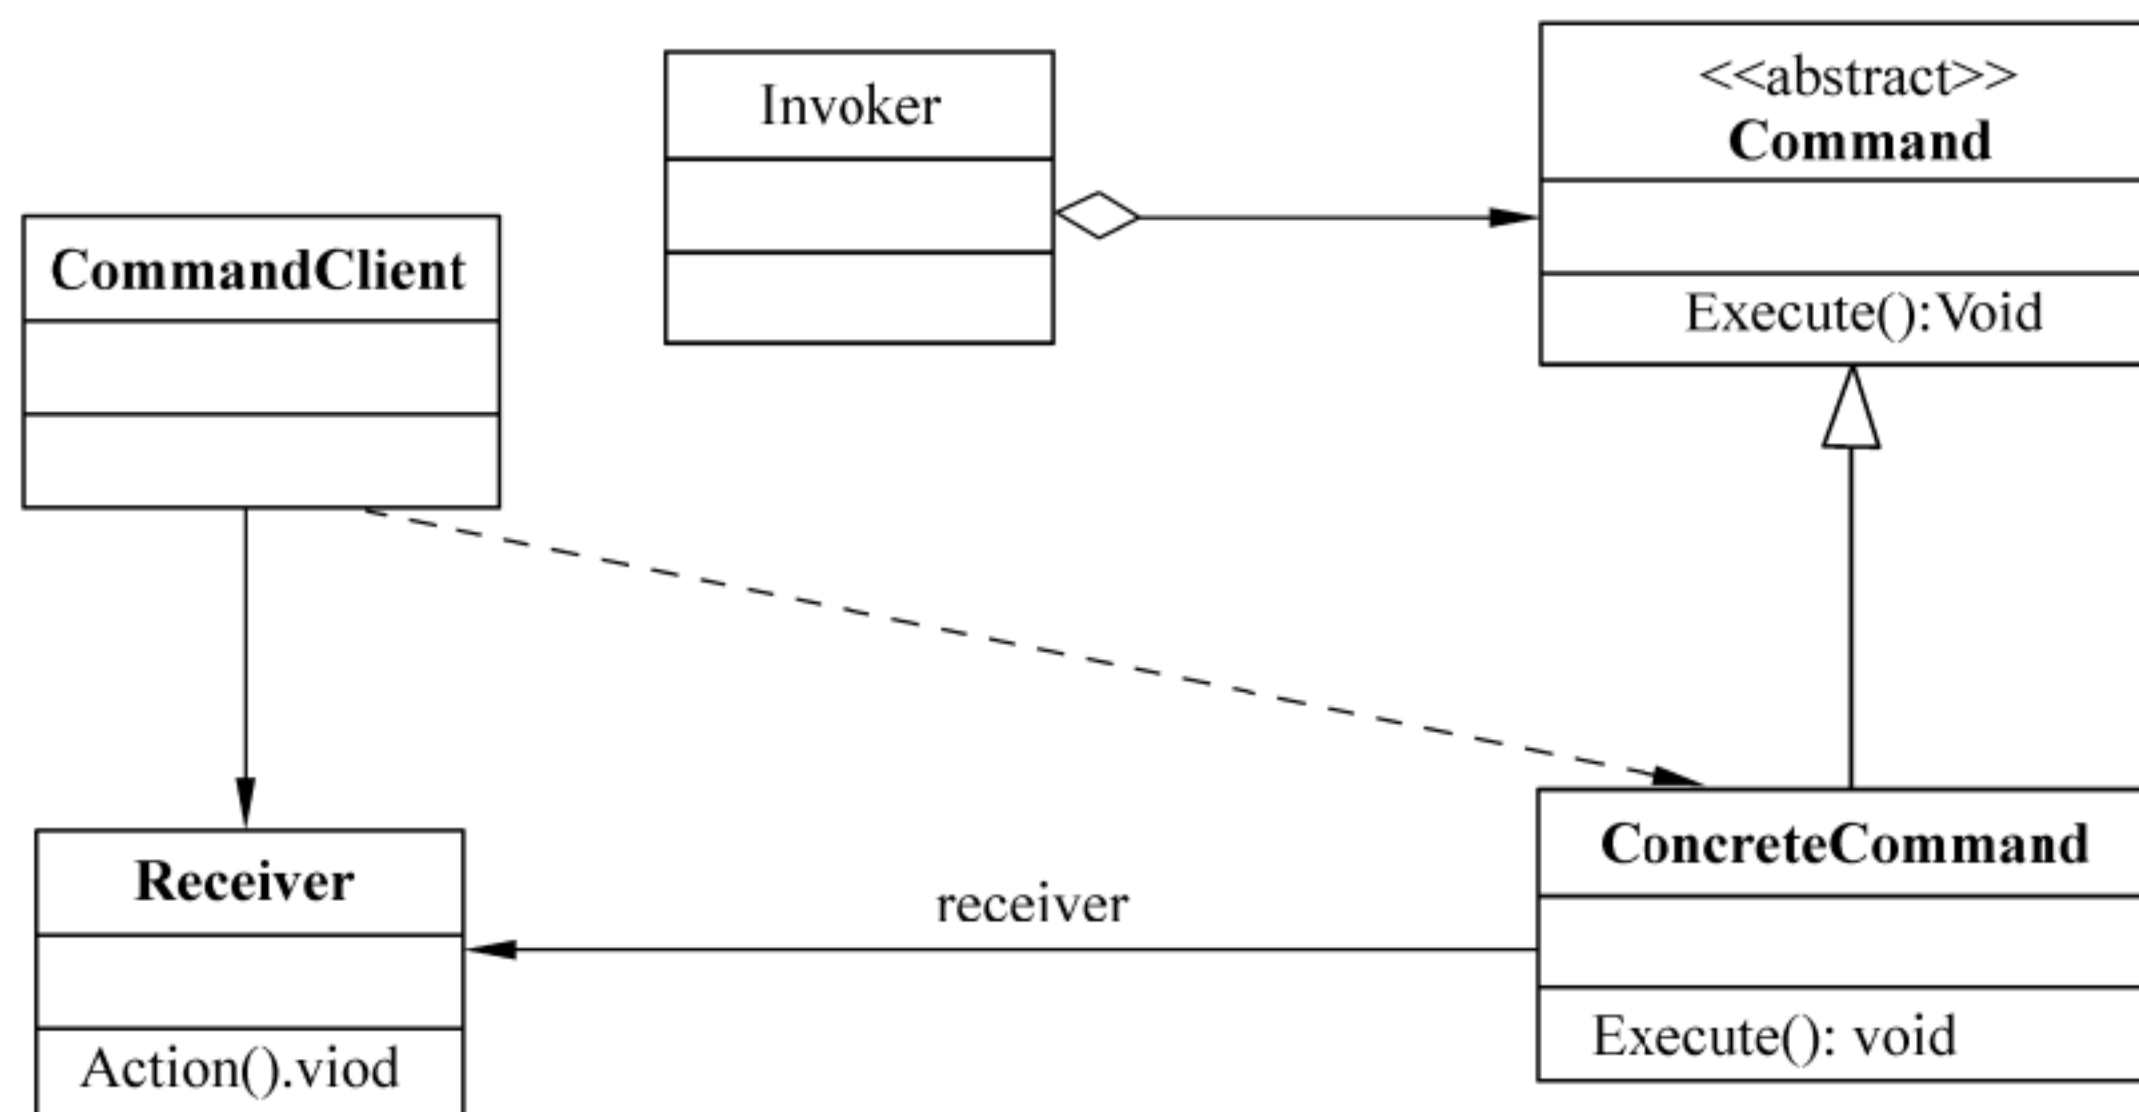 Invoker
<<abstract>>
Command
Execute():Void
CommandClient
Receiver
Action().viod
receiver
ConcreteCommand
Execute(): void